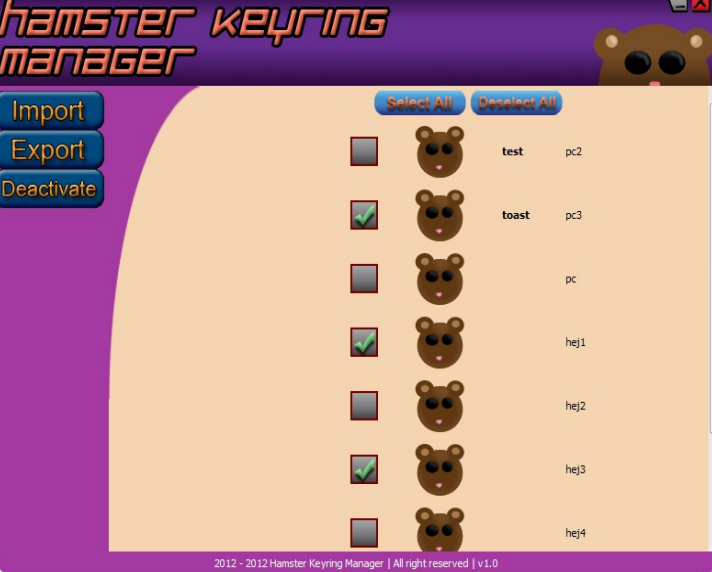 Hamster Keyring
Manager
Import
Export
Deactivate
Select All Deselect All
test pc2
toast pc3
pc
hej1
hej2
hej3
hej4
2012 - 2012 Hamster Keyring Manager | All right reserved | v1.0